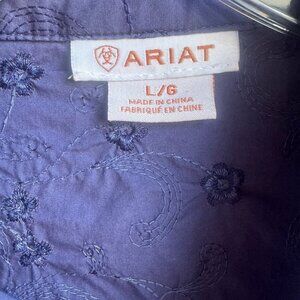 ARIAT
L/G
MADE IN CHINA
FABRIQUÉ EN CHINE